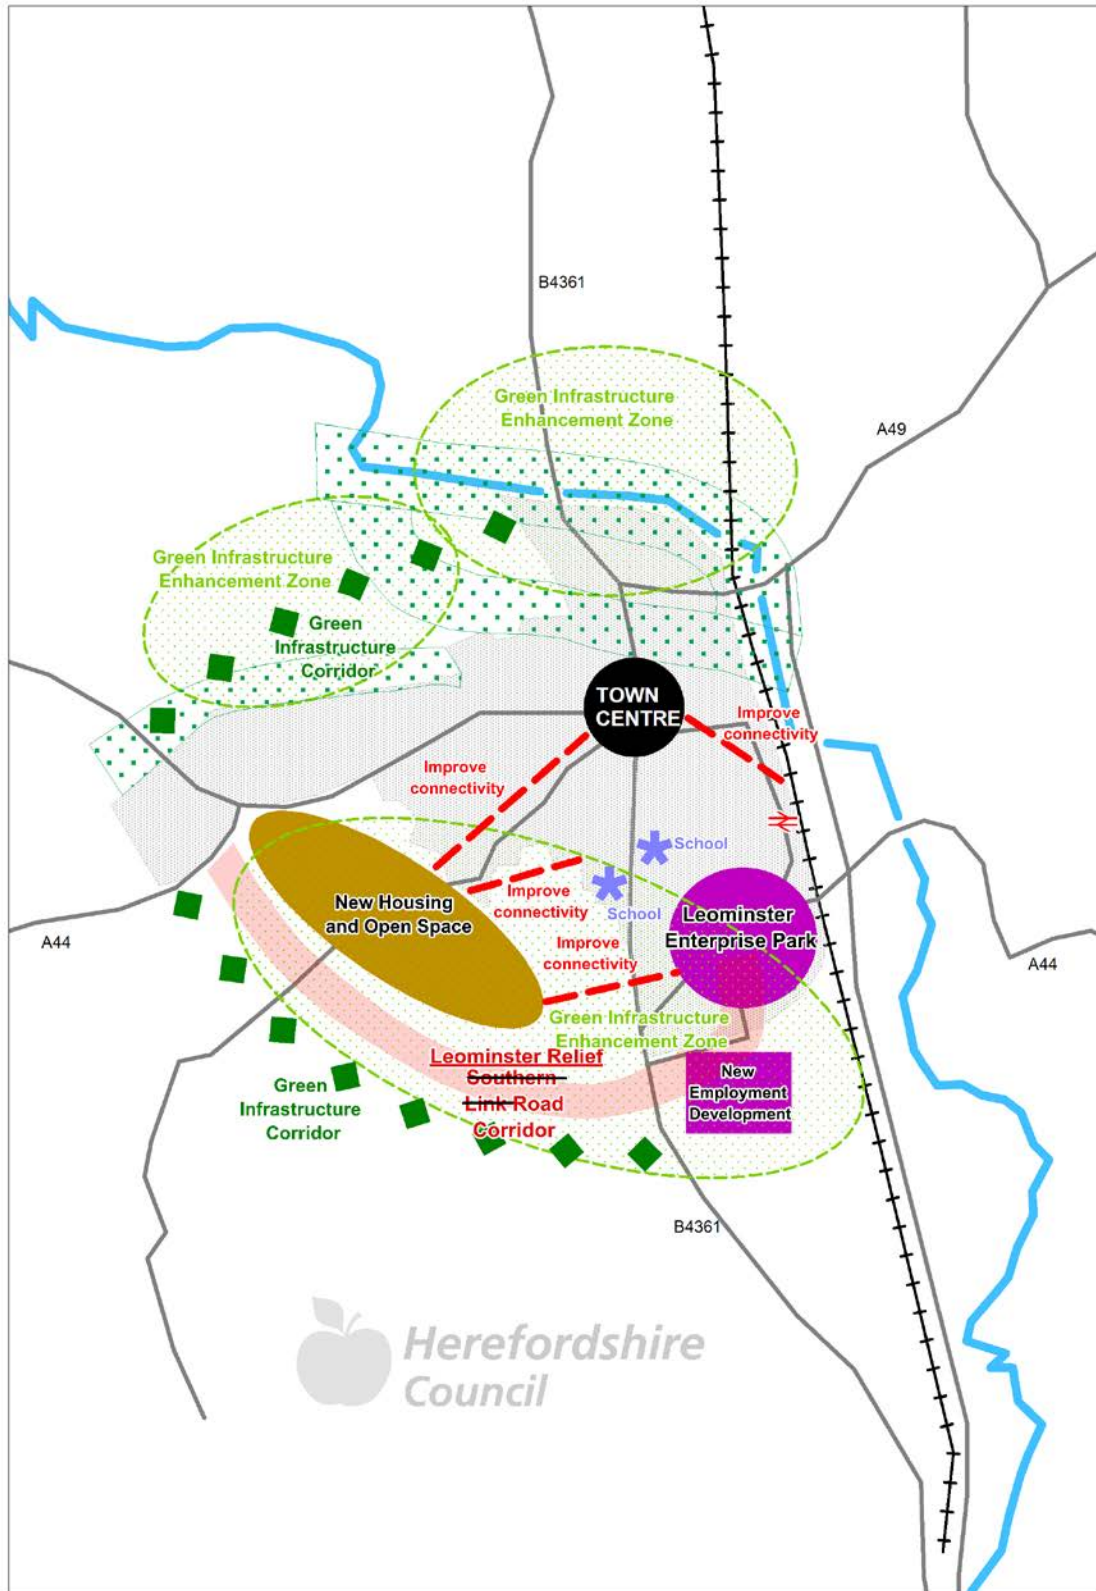 B4361
Green Infrastructure
Enhancement Zone
A49
Green Infrastructure
Enhancement Zone
Green
Infrastructure
Corridor
TOWN
CENTRE
Improve
connectivity
Improve
connectivity
School
New Housing
and Open Space
Improve
connectivity
School
Leominster
Enterprise Park
A44
Improve
connectivity
A44
Green Infrastructure
Enhancement Zone
Leominster Relief
Southern
Link Road
Corridor
New
Employment
Development
Green
Infrastructure
Corridor
B4361
Herefordshire
Council